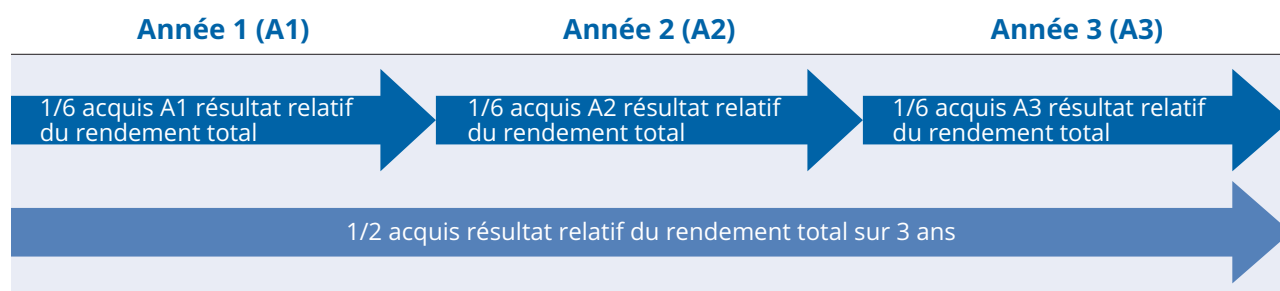 Année 1 (A1)
Année 2 (A2)
Année 3 (A3)
1/6 acquis A1 résultat relatif
du rendement total
1/6 acquis A2 résultat relatif
du rendement total
1/6 acquis A3 résultat relatif
du rendement total
1/2 acquis résultat relatif du rendement total sur 3 ans